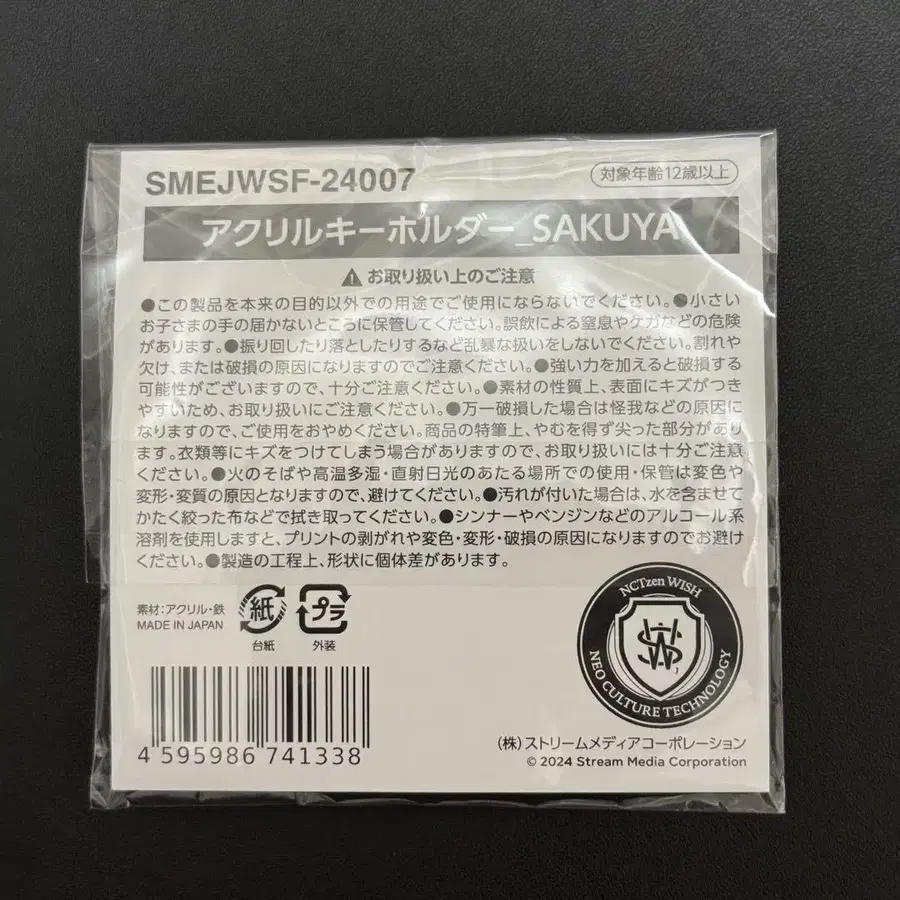 SMEJWSF-24007
対象年齢12歳以上
アクリルキーホルダー_SAKUYA
お取り扱い上のご注意
●この製品を本来の目的以外での用途でご使用にならないでください。●小さい
お子さまの手の届かないところに保管してください。誤飲による窒息やケガなどの危険
があります。●振り回したり落としたりするなど乱暴な扱いをしないでください。割れや
欠け、または破損の原因になりますのでご注意ください。●強い力を加えると破損する
可能性がございますので、十分ご注意ください。●素材の性質上、表面にキズがつき
やすいため、お取り扱いにご注意ください。●万一破損した場合は怪我などの原因に
なりますので、ご使用をおやめください。商品の特筆上、やむを得ず尖った部分があり
ます。衣類等にキズをつけてしまう場合がありますので、お取り扱いには十分ご注意
ください。●火のそばや高温多湿・直射日光のあたる場所での使用・保管は変色や
変形・変質の原因となりますので、避けてください。●汚れが付いた場合は、水を含ませて
かたく絞った布などで拭き取ってください。●シンナーやベンジンなどのアルコール系
溶剤を使用しますと、プリントの剥がれや変色・変形・破損の原因になりますのでお避け
ください。●製造の工程上、形状に個体差があります。
素材:アクリル・鉄
MADE IN JAPAN
紙
台紙
プラ
外装
NCTzen WISH
NEO CULTURE TECHNOLOGY
4 595986 741338
(株)ストリームメディアコーポレーション
© 2024 Stream Media Corporation